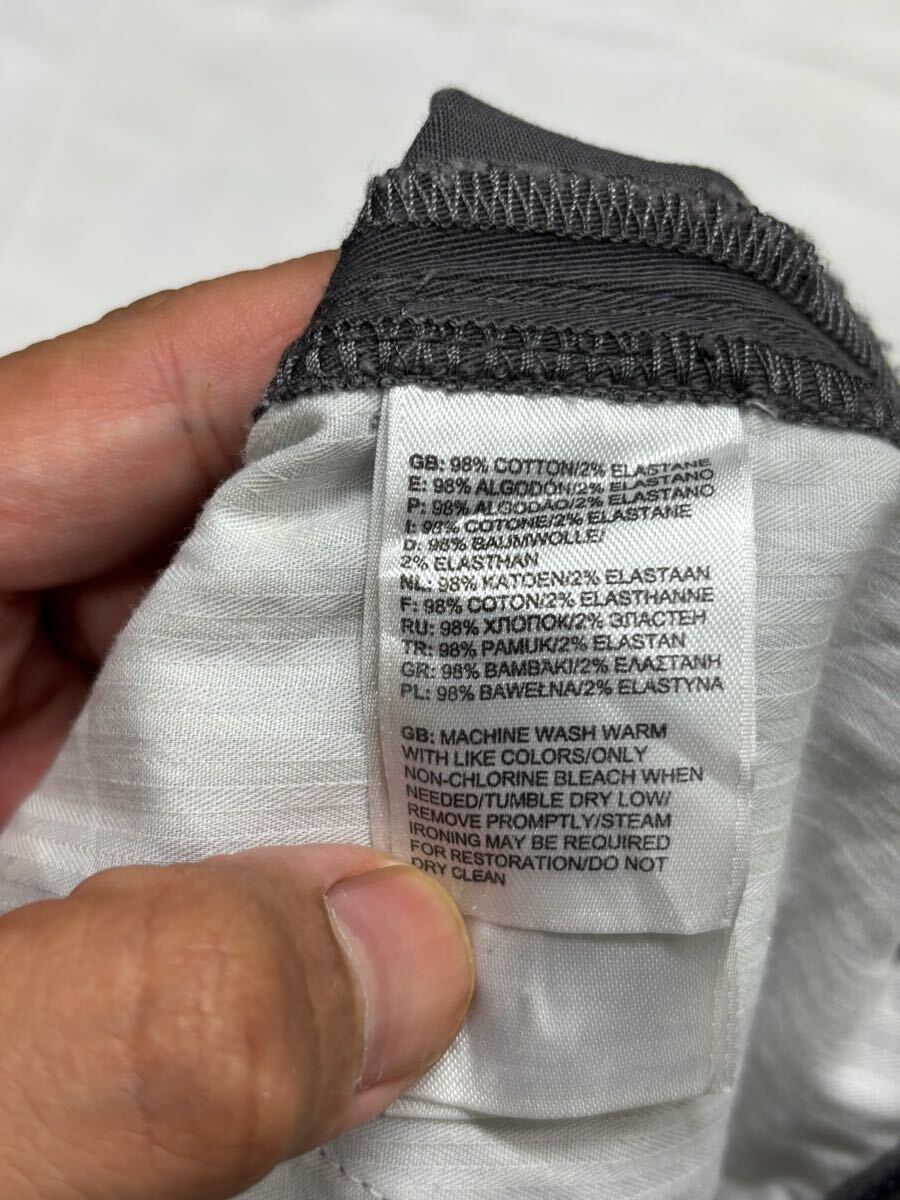 GB: 98% COTTON/2% ELASTANE
E: 98% ALGODÓN/2% ELASTANO
P: 98% ALGODÃO/2% ELASTANO
I: 98% COTONE/2% ELASTANE
D: 98% BAUMWOLLE/
2% ELASTHAN
NL: 98% KATOEN/2% ELASTAAN
F: 98% COTON/2% ELASTHANNE
RU: 98% ХЛОПОК/2% ЭЛАСТЕН
TR: 98% PAMUK/2% ELASTAN
GR: 98% ΒΑΜΒΑΚΙ/2% ΕΛΑΣΤΑΝΗ
PL: 98% BAWEŁNA/2% ELASTYNA
GB: MACHINE WASH WARM
WITH LIKE COLORS/ONLY
NON-CHLORINE BLEACH WHEN
NEEDED/TUMBLE DRY LOW/
REMOVE PROMPTLY/STEAM
IRONING MAY BE REQUIRED
FOR RESTORATION/DO NOT
DRY CLEAN